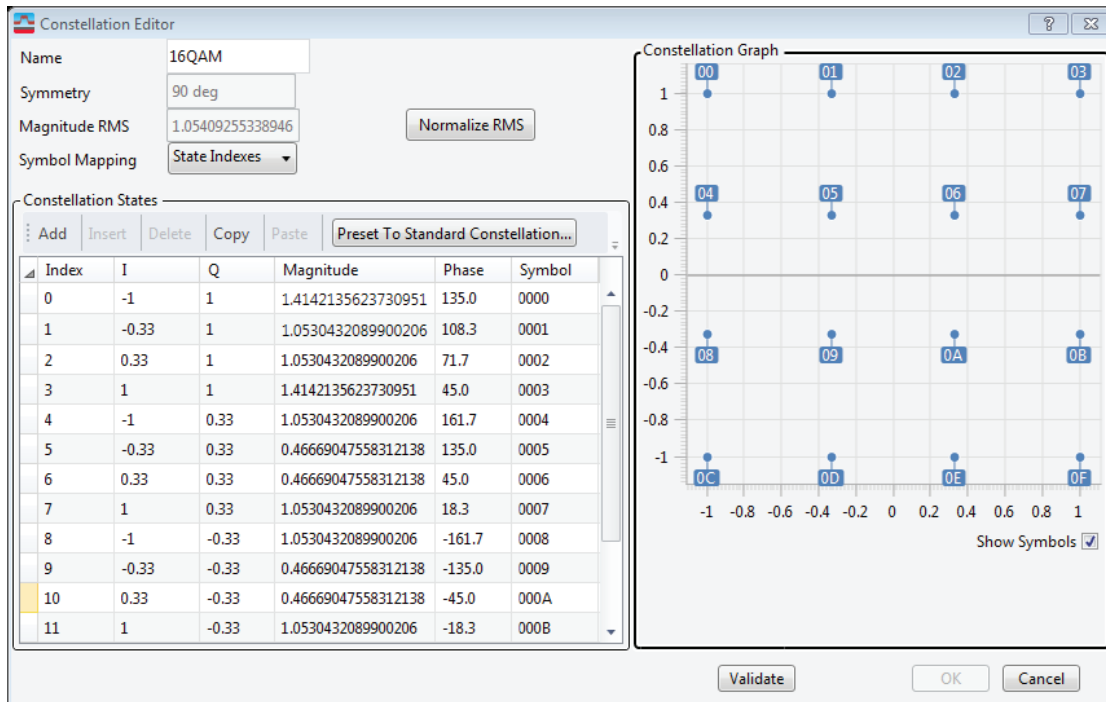 Constellation Editor
Name 16QAM
Symmetry 90 deg
Magnitude RMS 1.05409255338946 Normalize RMS
Symbol Mapping State Indexes
Constellation States
Add Insert Delete Copy Paste Preset To Standard Constellation...
Index I Q Magnitude Phase Symbol
0 -1 1 1.4142135623730951 135.0 0000
1 -0.33 1 1.0530432089900206 108.3 0001
2 0.33 1 1.0530432089900206 71.7 0002
3 1 1 1.4142135623730951 45.0 0003
4 -1 0.33 1.0530432089900206 161.7 0004
5 -0.33 0.33 0.46669047558312138 135.0 0005
6 0.33 0.33 0.46669047558312138 45.0 0006
7 1 0.33 1.0530432089900206 18.3 0007
8 -1 -0.33 1.0530432089900206 -161.7 0008
9 -0.33 -0.33 0.46669047558312138 -135.0 0009
10 0.33 -0.33 0.46669047558312138 -45.0 000A
11 1 -0.33 1.0530432089900206 -18.3 000B
Constellation Graph
00 01 02 03
1
0.8
0.6
0.4 04 05 06 07
0.2
0
-0.2
-0.4 08 09 0A 0B
-0.6
-0.8
-1
0C 0D 0E 0F
-1 -0.8 -0.6 -0.4 -0.2 0 0.2 0.4 0.6 0.8 1
Show Symbols
Validate OK Cancel